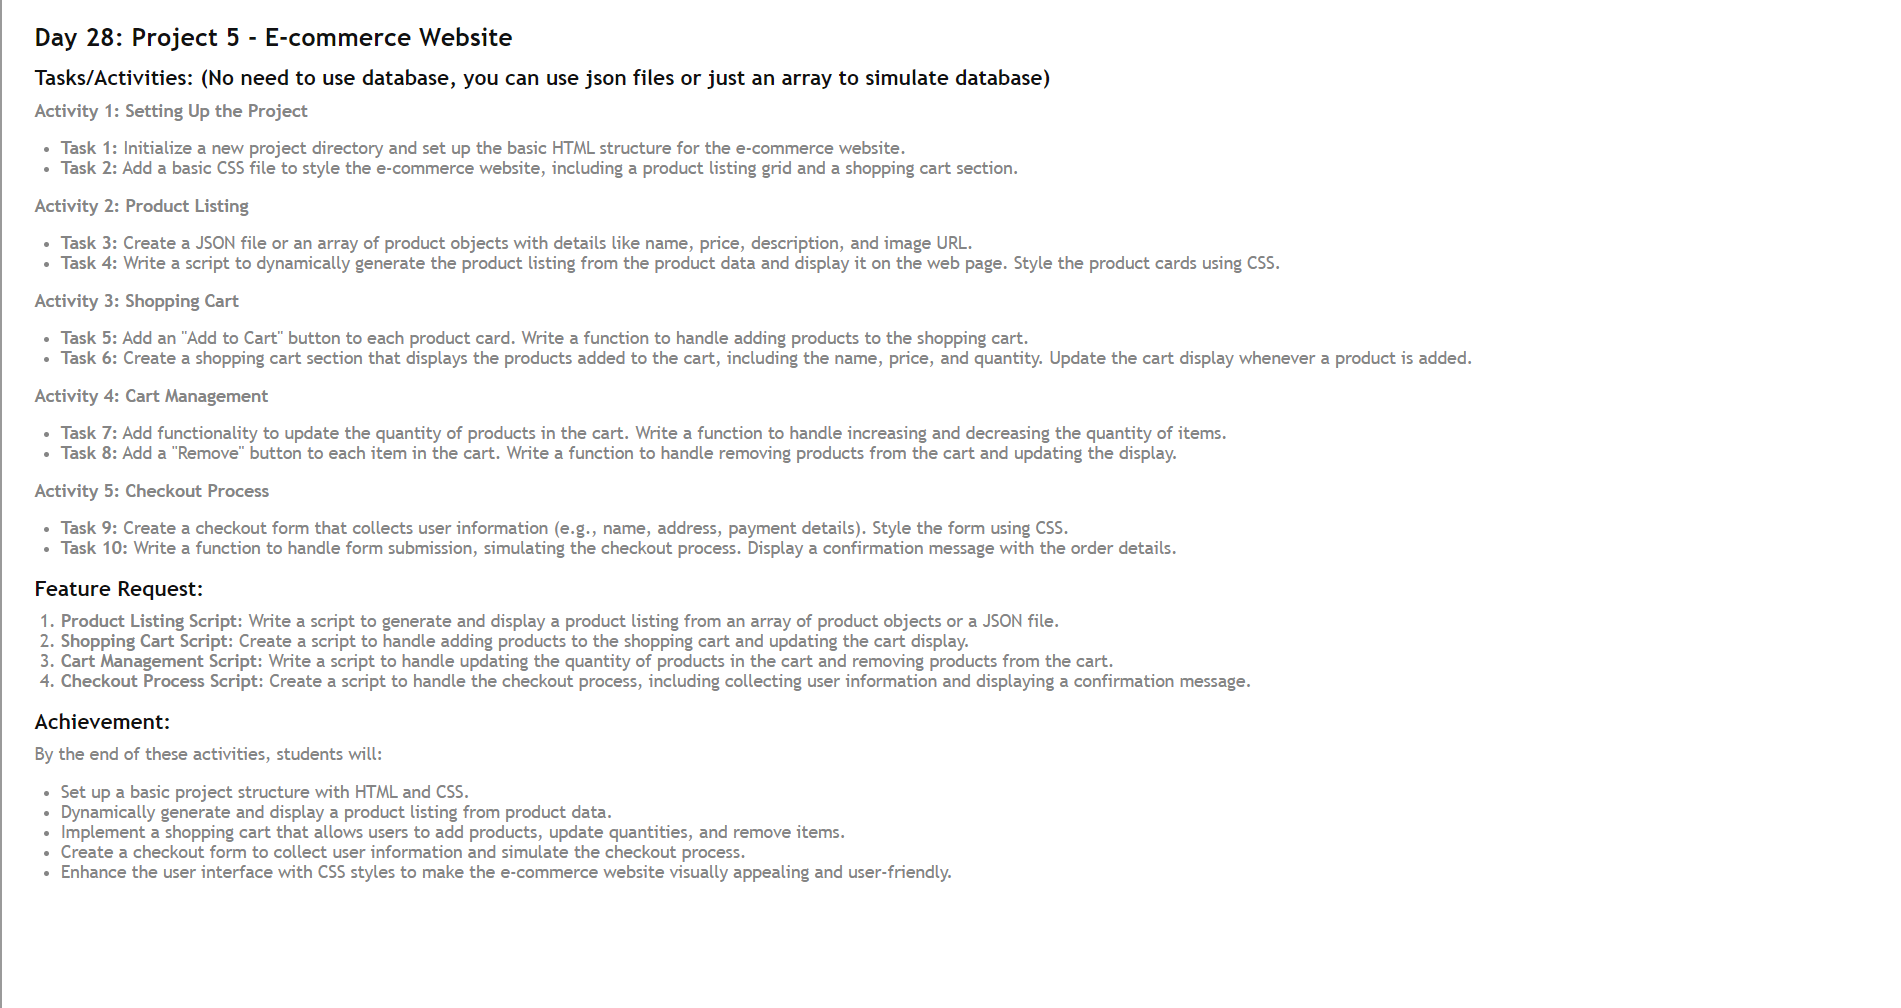 Day 28: Project 5 - E-commerce Website
Tasks/Activities: (No need to use database, you can use json files or just an array to simulate database)
Activity 1: Setting Up the Project
• Task 1: Initialize a new project directory and set up the basic HTML structure for the e-commerce website.
• Task 2: Add a basic CSS file to style the e-commerce website, including a product listing grid and a shopping cart section.
Activity 2: Product Listing
• Task 3: Create a JSON file or an array of product objects with details like name, price, description, and image URL.
• Task 4: Write a script to dynamically generate the product listing from the product data and display it on the web page. Style the product cards using CSS.
Activity 3: Shopping Cart
• Task 5: Add an "Add to Cart" button to each product card. Write a function to handle adding products to the shopping cart.
• Task 6: Create a shopping cart section that displays the products added to the cart, including the name, price, and quantity. Update the cart display whenever a product is added.
Activity 4: Cart Management
• Task 7: Add functionality to update the quantity of products in the cart. Write a function to handle increasing and decreasing the quantity of items.
• Task 8: Add a "Remove" button to each item in the cart. Write a function to handle removing products from the cart and updating the display.
Activity 5: Checkout Process
• Task 9: Create a checkout form that collects user information (e.g., name, address, payment details). Style the form using CSS.
• Task 10: Write a function to handle form submission, simulating the checkout process. Display a confirmation message with the order details.
Feature Request:
1. Product Listing Script: Write a script to generate and display a product listing from an array of product objects or a JSON file.
2. Shopping Cart Script: Create a script to handle adding products to the shopping cart and updating the cart display.
3. Cart Management Script: Write a script to handle updating the quantity of products in the cart and removing products from the cart.
4. Checkout Process Script: Create a script to handle the checkout process, including collecting user information and displaying a confirmation message.
Achievement:
By the end of these activities, students will:
• Set up a basic project structure with HTML and CSS.
• Dynamically generate and display a product listing from product data.
• Implement a shopping cart that allows users to add products, update quantities, and remove items.
• Create a checkout form to collect user information and simulate the checkout process.
• Enhance the user interface with CSS styles to make the e-commerce website visually appealing and user-friendly.